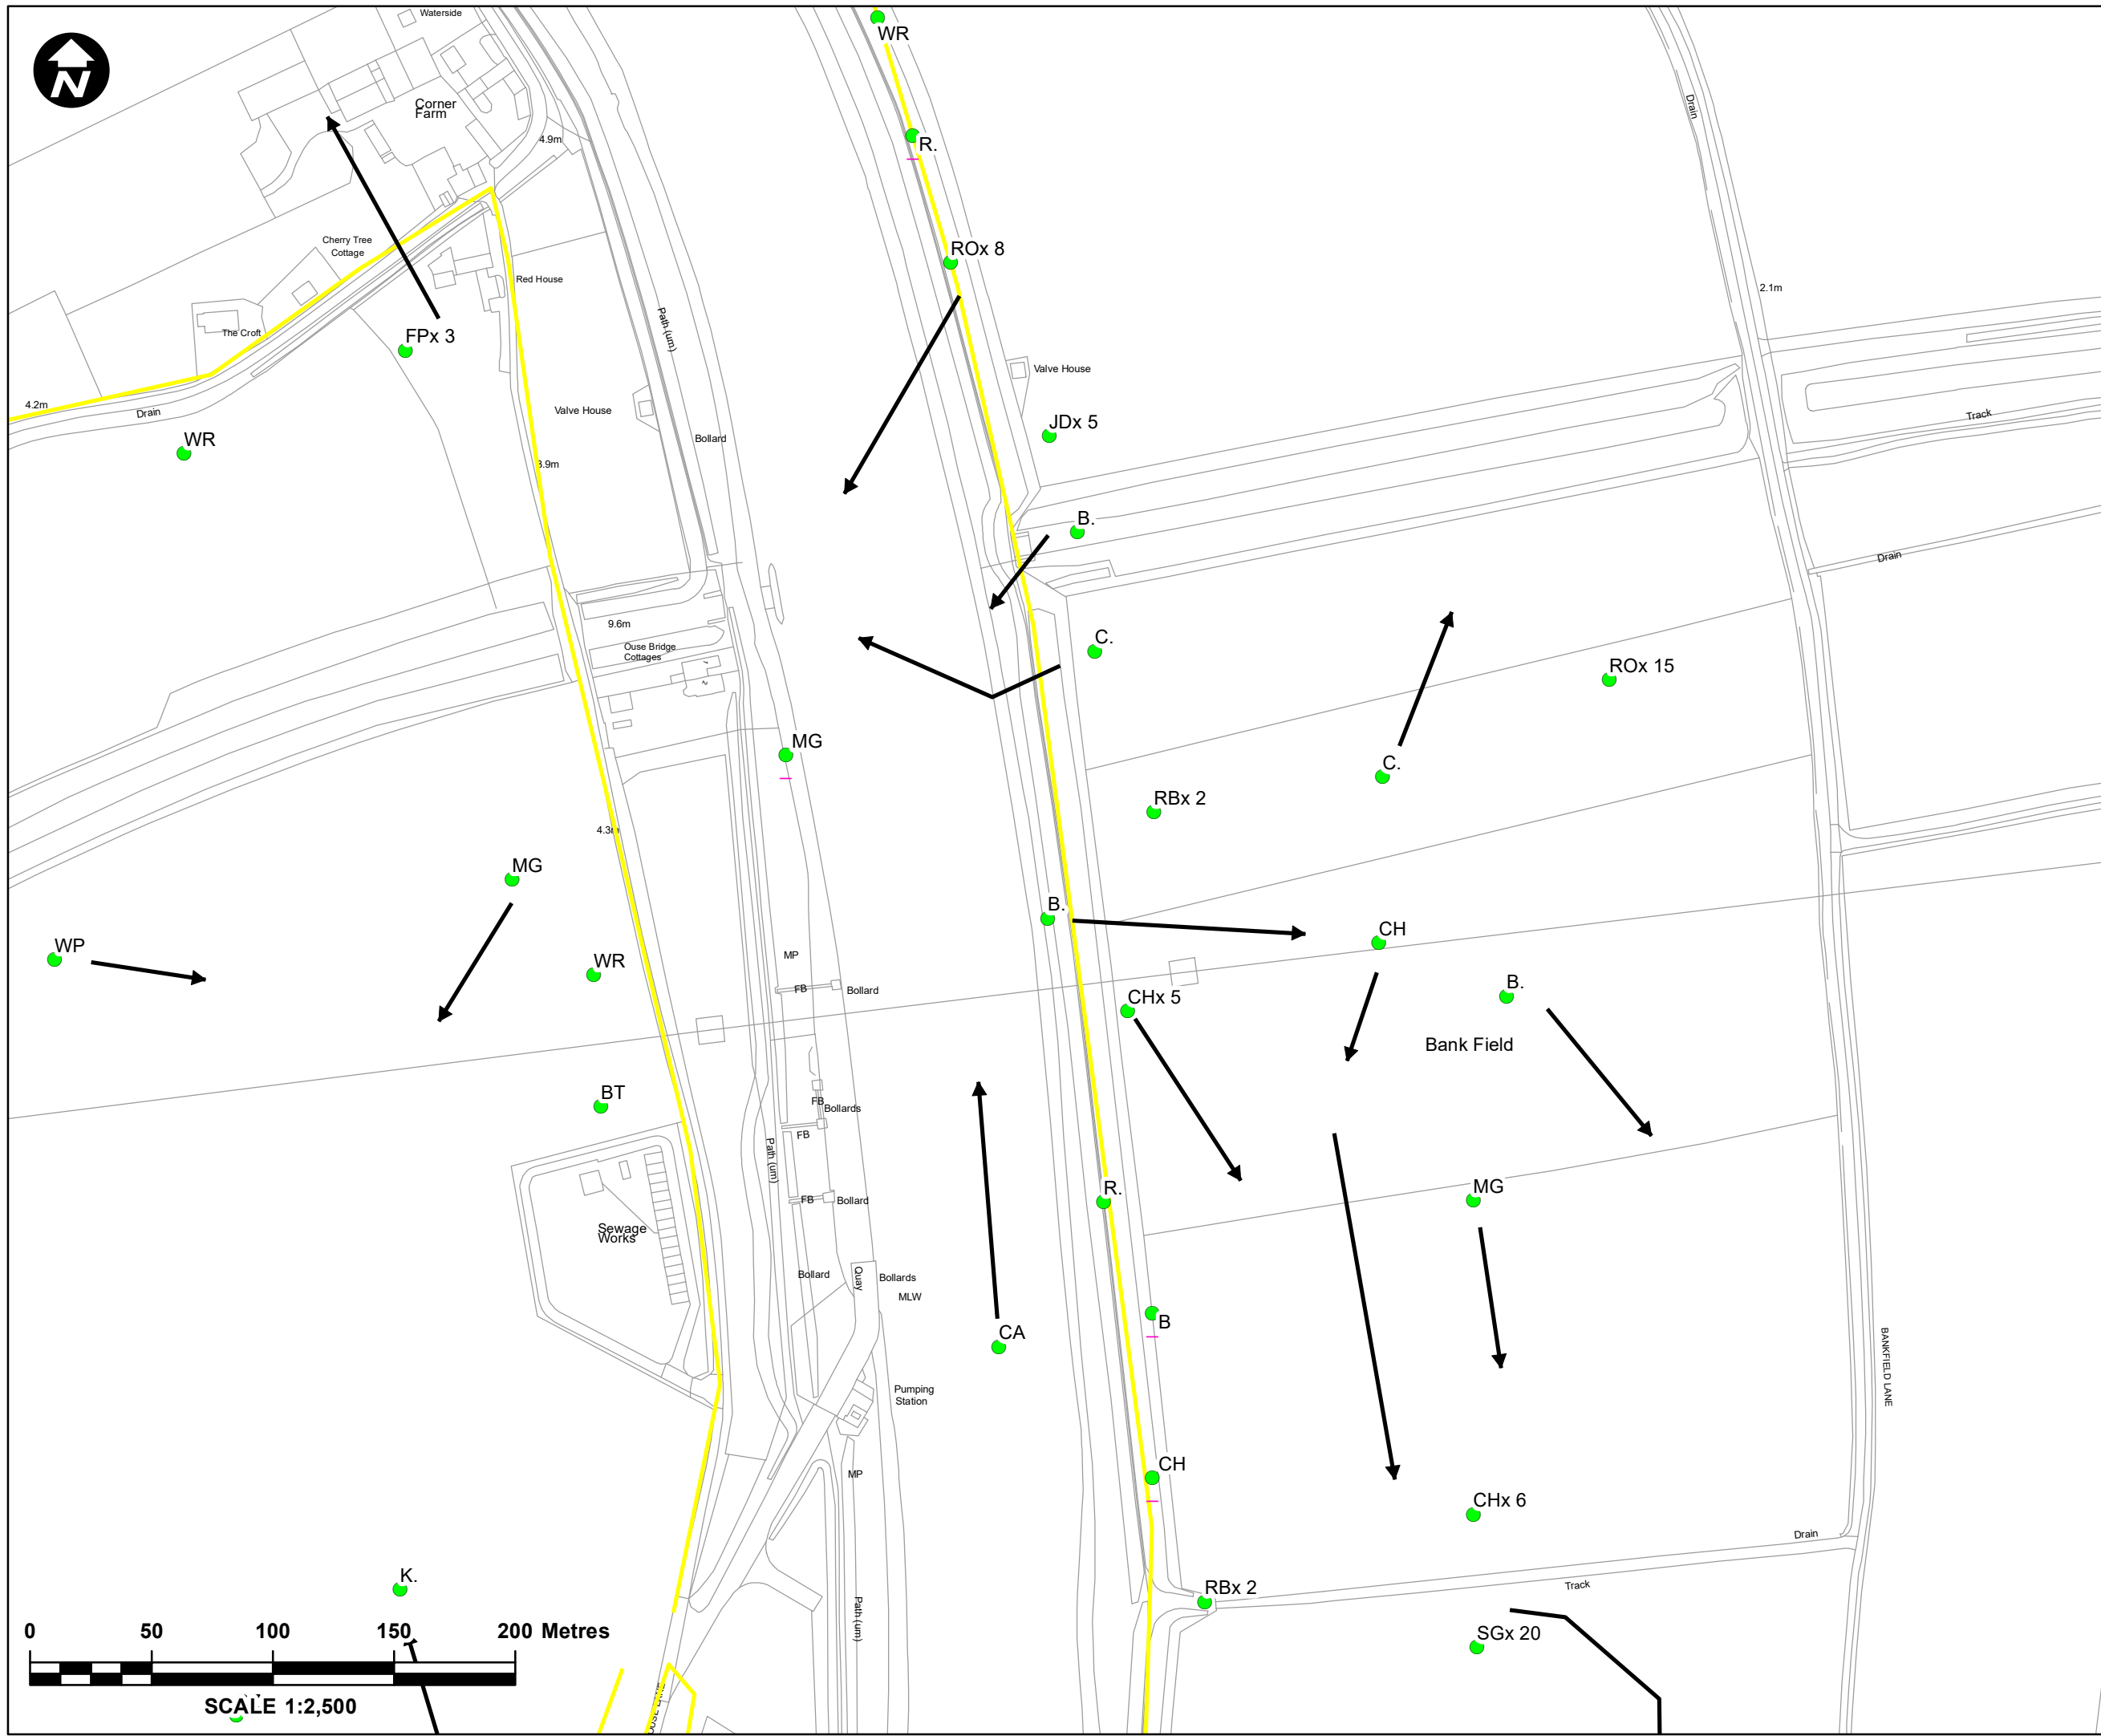 Waterside
WR
N
Corner
Farm
Drain
4.9m
R.
Cherry Tree
Cottage
ROx 8
Red House
2.1m
The Croft
Path (um)
FPx 3
Valve House
4.2m
Drain
Valve House
JDx 5
Track
WR
Bollard
3.9m
B.
Drain
9.6m
Ouse Bridge
Cottages
1
2
C.
ROx 15
MG
C.
RBx 2
4.3m
MG
B.
CH
WP
MP
WR
FB
Bollard
CHx 5
B.
Bank Field
BT
FB
Bollards
FB
Path (um)
MG
R.
FB
Bollard
Sewage
Works
Bollard
Quay
Bollards
MLW
B
CA
BANKFIELD LANE
Pumping
Station
CH
MP
CHx 6
Drain
K.
RBx 2
Track
Path (um)
0 50 100 150 200 Metres
SGx 20
SCALE 1:2,500